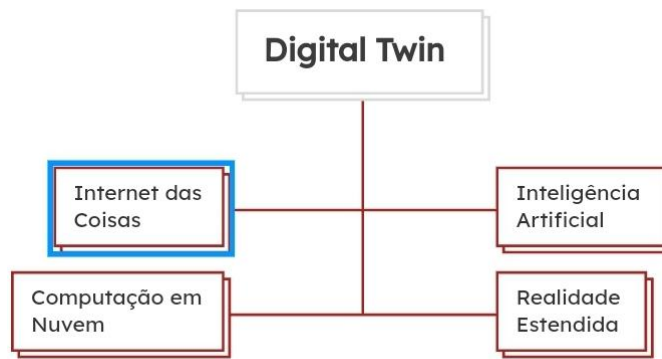 Digital Twin
Internet das
Coisas
Inteligência
Artificial
Computação em
Nuvem
Realidade
Estendida